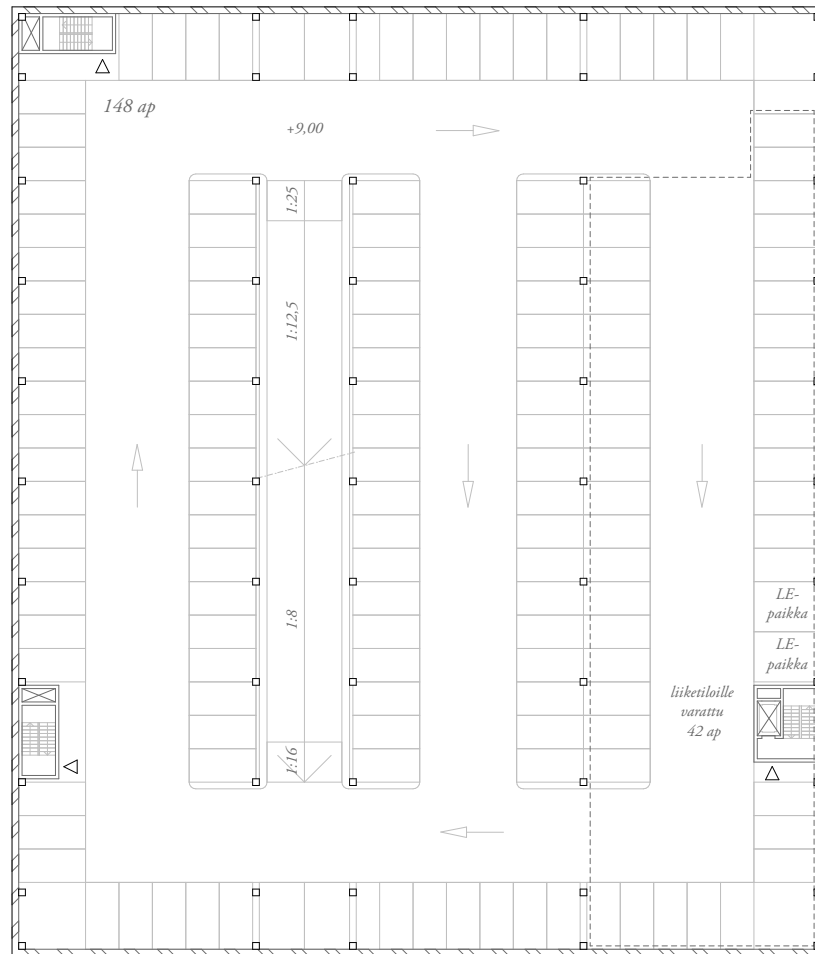 148 ap
+9,00
1:25
1:12,5
1:8
1:16
LE-
paikka
LE-
paikka
liiketiloille
varattu
42 ap